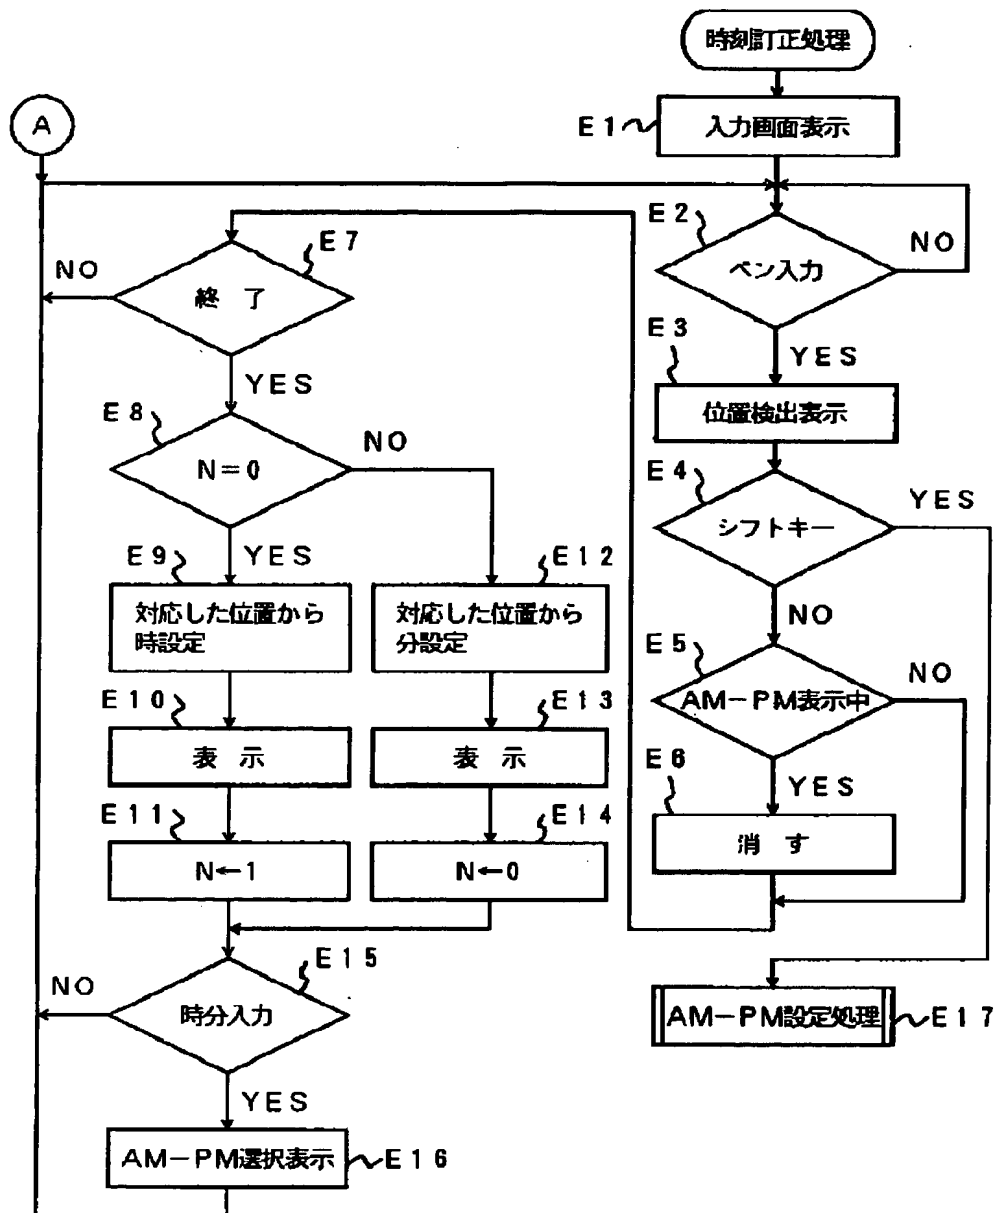 時刻訂正処理
A
E1
入力画面表示
E2
ペン入力
NO
YES
E3
位置検出表示
E4
シフトキー
YES
NO
E5
AM−PM表示中
NO
YES
E6
消 す
AM−PM設定処理
E17
E7
終 了
NO
YES
E8
N=0
NO
YES
E9
対応した位置から
時設定
E10
表 示
E11
N←1
E12
対応した位置から
分設定
E13
表 示
E14
N←0
E15
時分入力
NO
YES
AM−PM選択表示
E16